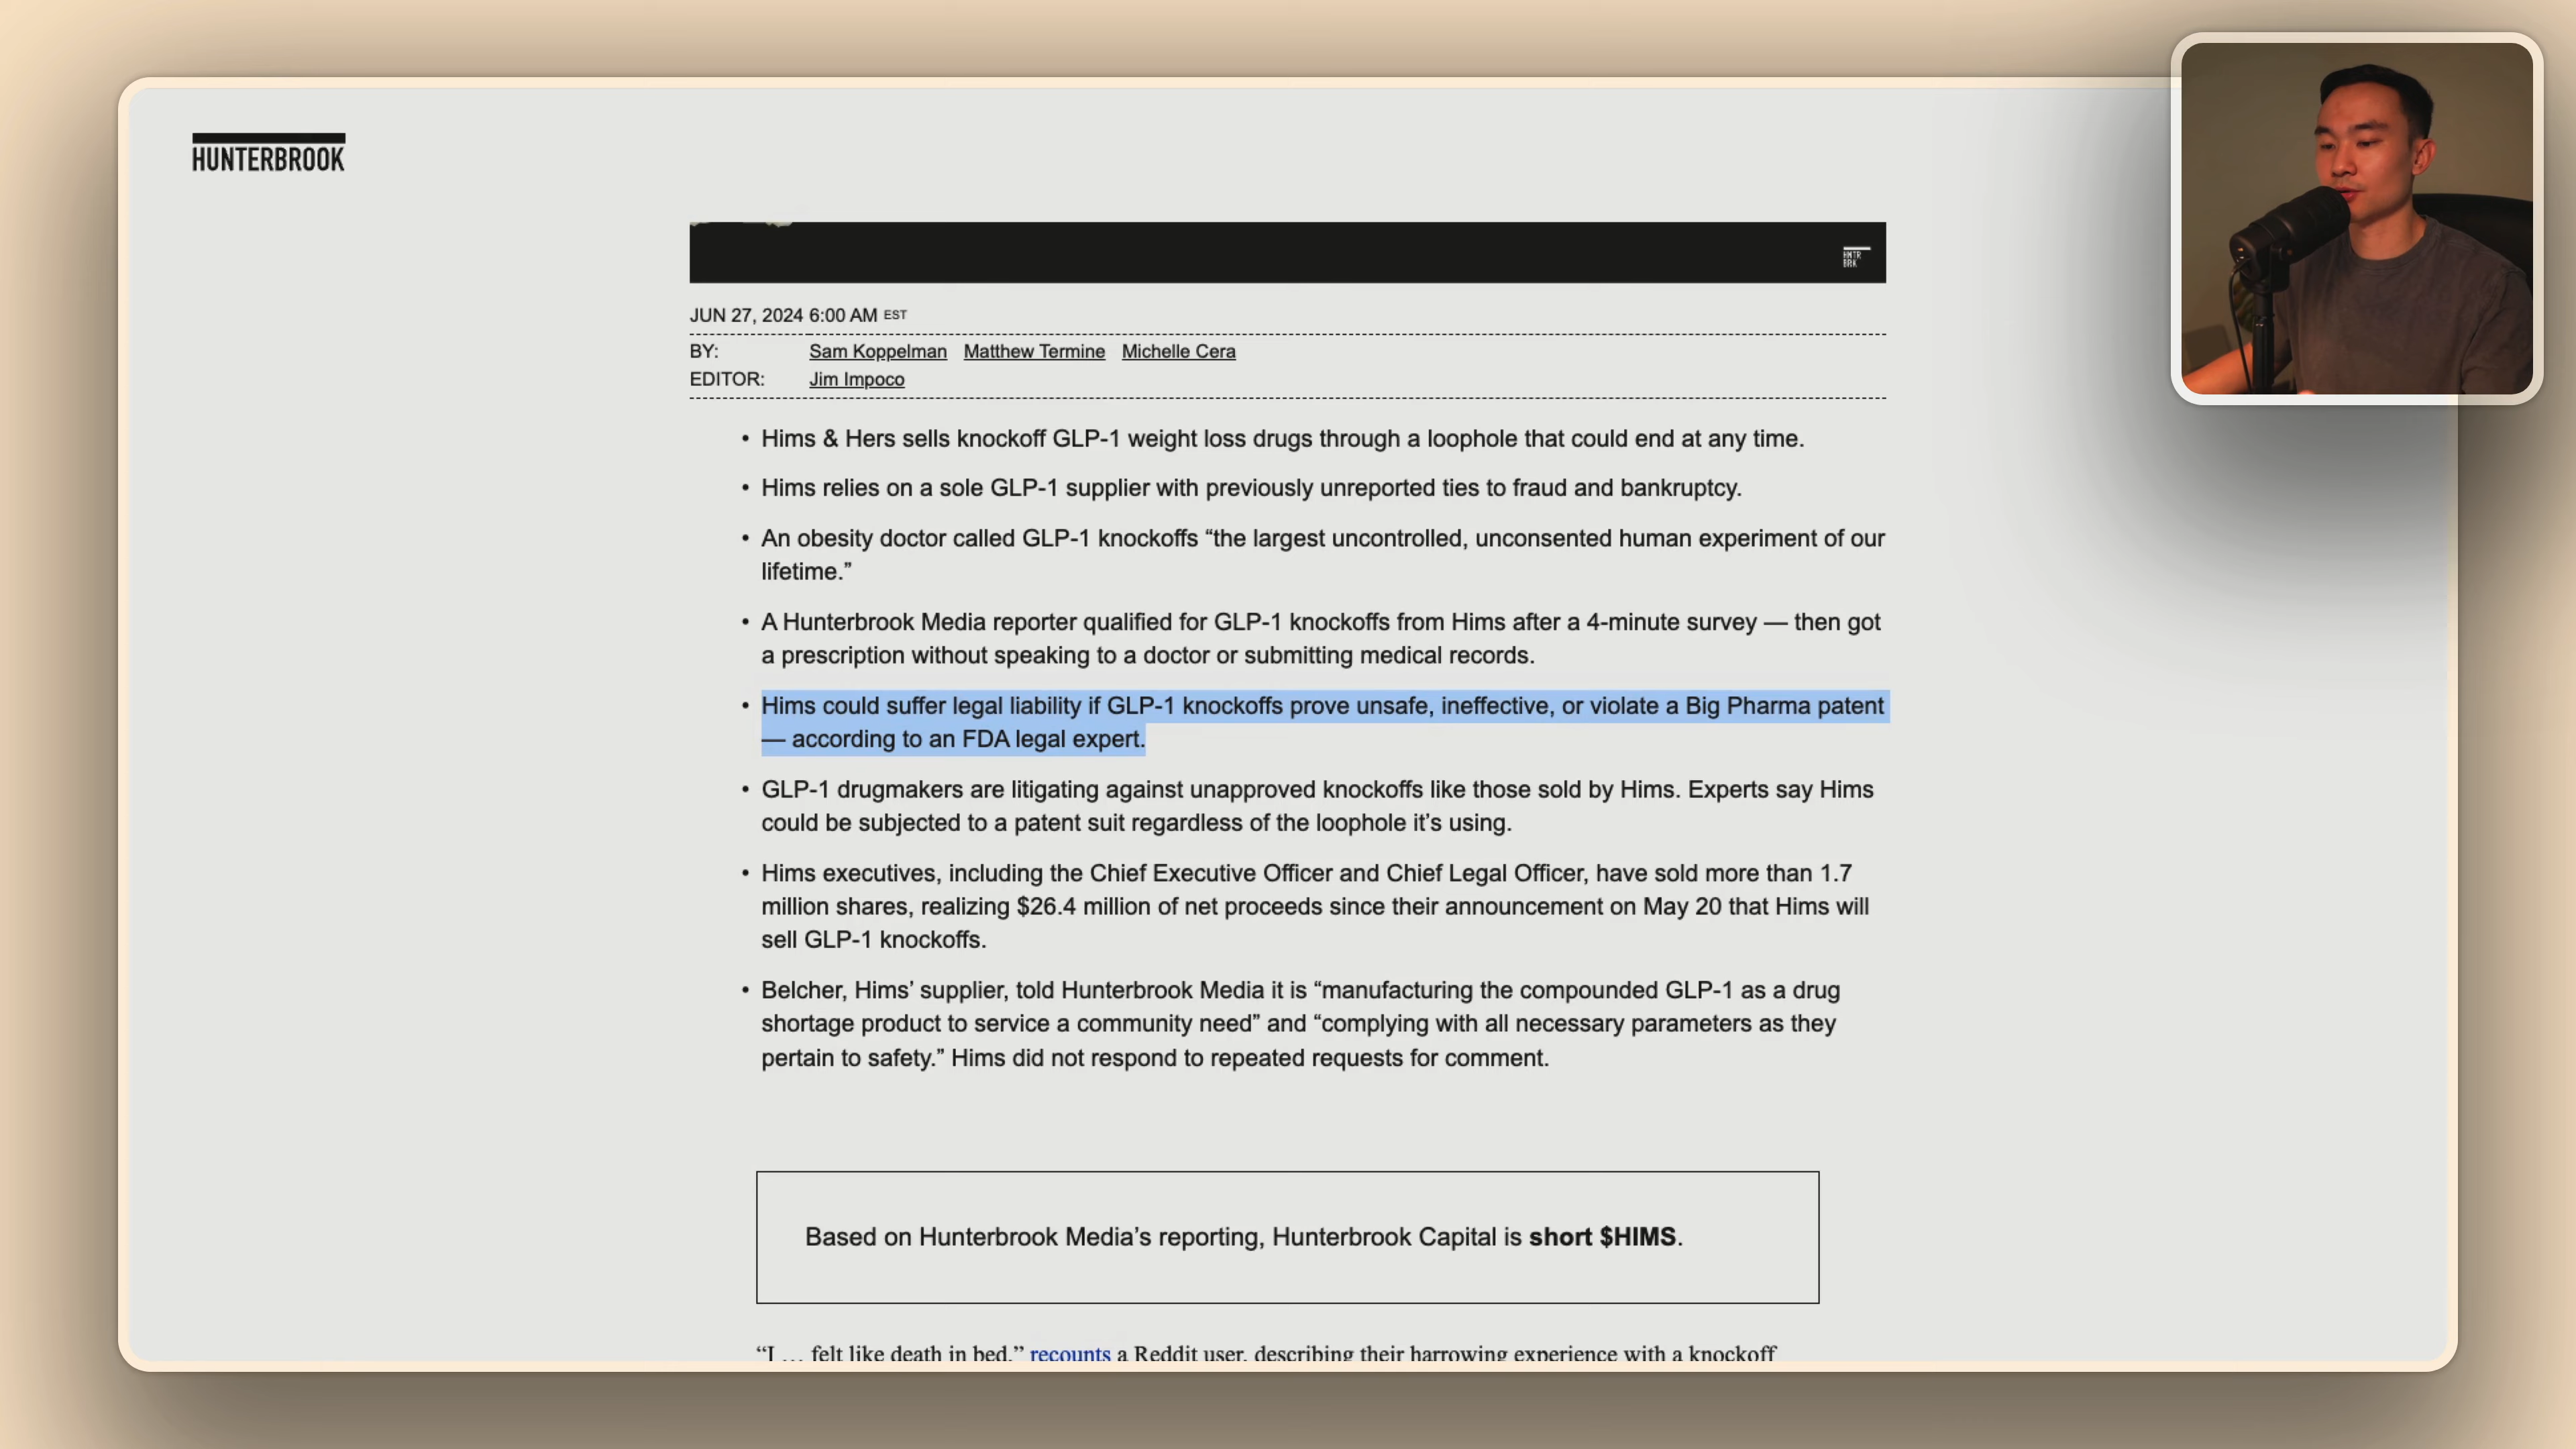 HUNTERBROOK
HNTR
BRK
JUN 27, 2024 6:00 AM EST
BY: Sam Koppelman Matthew Termine Michelle Cera
EDITOR: Jim Impoco
• Hims & Hers sells knockoff GLP-1 weight loss drugs through a loophole that could end at any time.
• Hims relies on a sole GLP-1 supplier with previously unreported ties to fraud and bankruptcy.
• An obesity doctor called GLP-1 knockoffs “the largest uncontrolled, unconsented human experiment of our
lifetime.”
• A Hunterbrook Media reporter qualified for GLP-1 knockoffs from Hims after a 4-minute survey — then got
a prescription without speaking to a doctor or submitting medical records.
• Hims could suffer legal liability if GLP-1 knockoffs prove unsafe, ineffective, or violate a Big Pharma patent
— according to an FDA legal expert.
• GLP-1 drugmakers are litigating against unapproved knockoffs like those sold by Hims. Experts say Hims
could be subjected to a patent suit regardless of the loophole it’s using.
• Hims executives, including the Chief Executive Officer and Chief Legal Officer, have sold more than 1.7
million shares, realizing $26.4 million of net proceeds since their announcement on May 20 that Hims will
sell GLP-1 knockoffs.
• Belcher, Hims’ supplier, told Hunterbrook Media it is “manufacturing the compounded GLP-1 as a drug
shortage product to service a community need” and “complying with all necessary parameters as they
pertain to safety.” Hims did not respond to repeated requests for comment.
Based on Hunterbrook Media’s reporting, Hunterbrook Capital is short $HIMS.
“I … felt like death in bed,” recounts a Reddit user, describing their harrowing experience with a knockoff